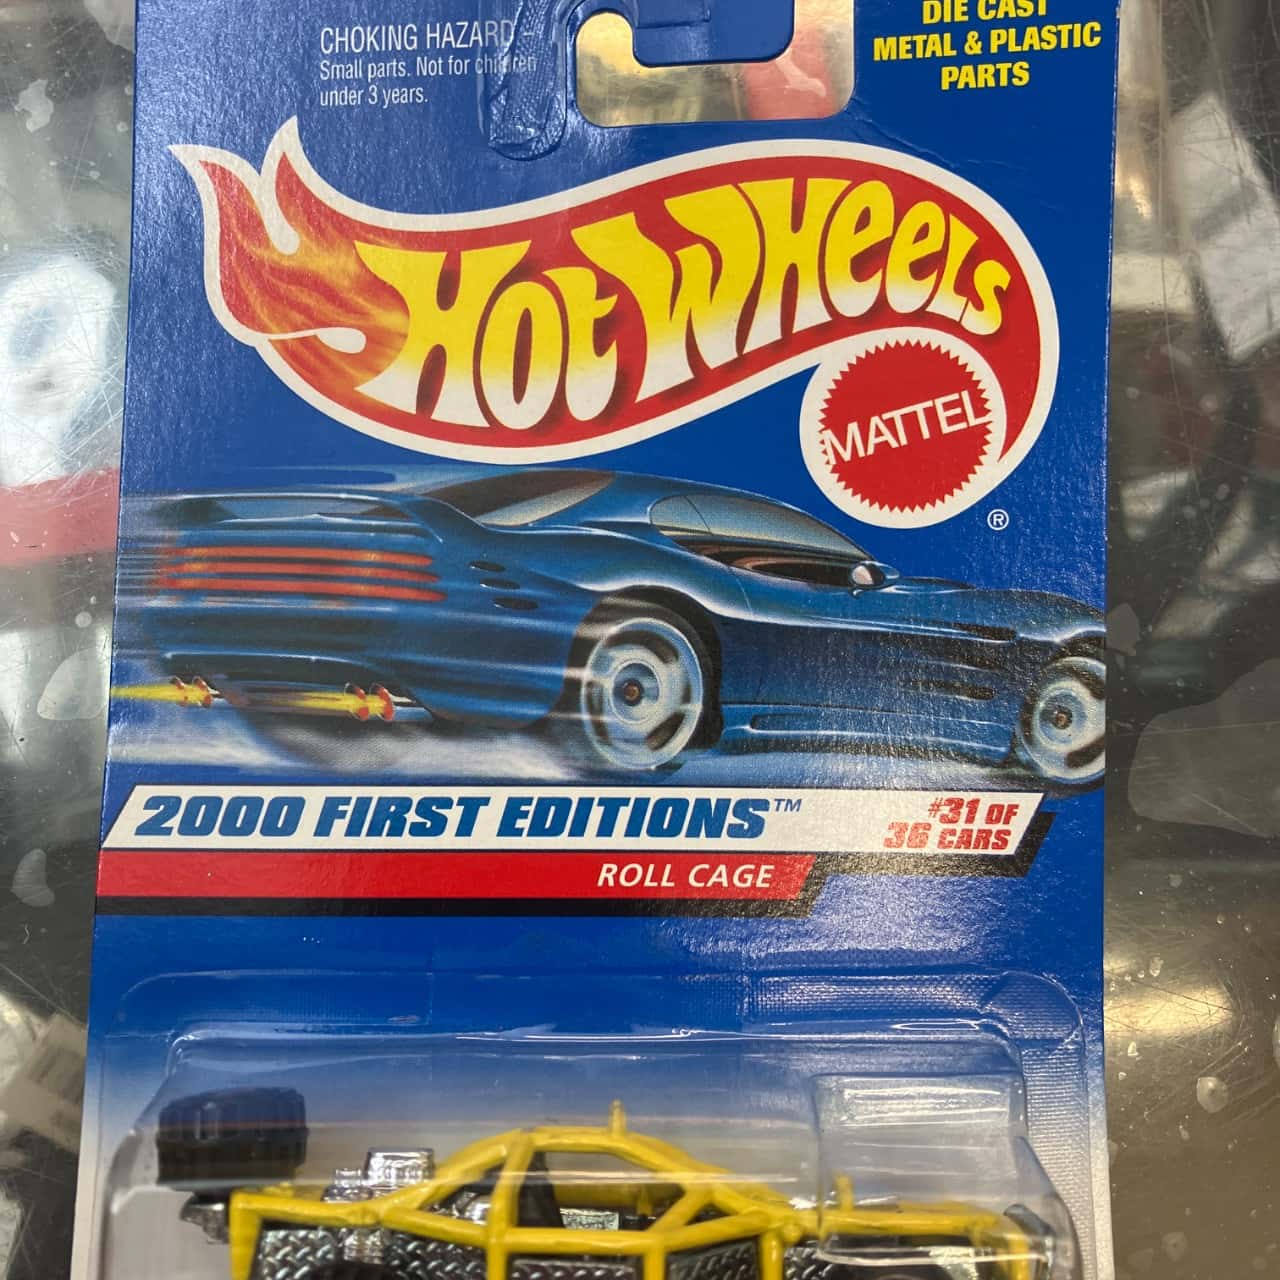 CHOKING HAZARD –
Small parts. Not for children
under 3 years.
DIE CAST
METAL & PLASTIC
PARTS
HOT WHEELS
MATTEL
®
2000 FIRST EDITIONS™
#31 OF
36 CARS
ROLL CAGE